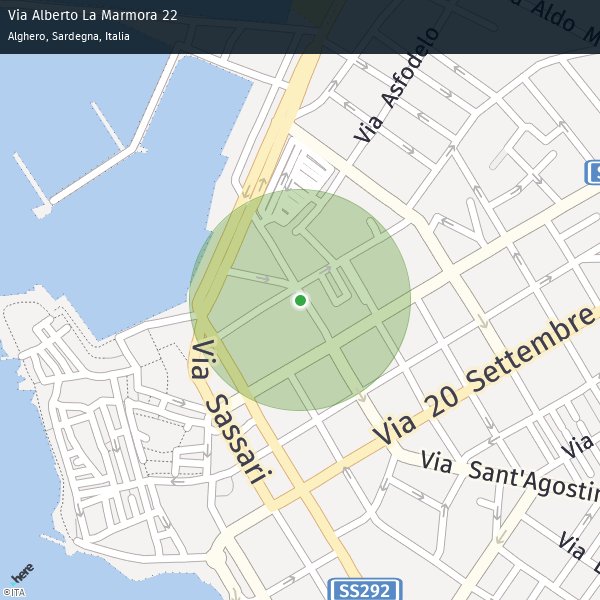 Via Alberto La Marmora 22
Alghero, Sardegna, Italia
Via Aldo M
Via Asfodelo
S
Via Sassari
Via 20 Settembre
Via Sant'Agostin
Via
Via
SS292
here
©ITA